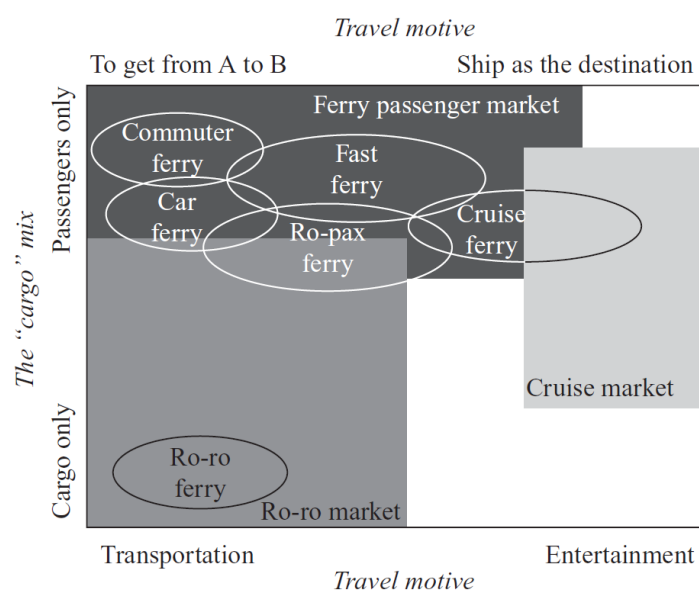 Travel motive
To get from A to B
Ship as the destination
Passengers only
The “cargo” mix
Cargo only
Ferry passenger market
Commuter
ferry
Fast
ferry
Car
ferry
Ro-pax
ferry
Cruise
ferry
Cruise market
Ro-ro
ferry
Ro-ro market
Transportation
Entertainment
Travel motive